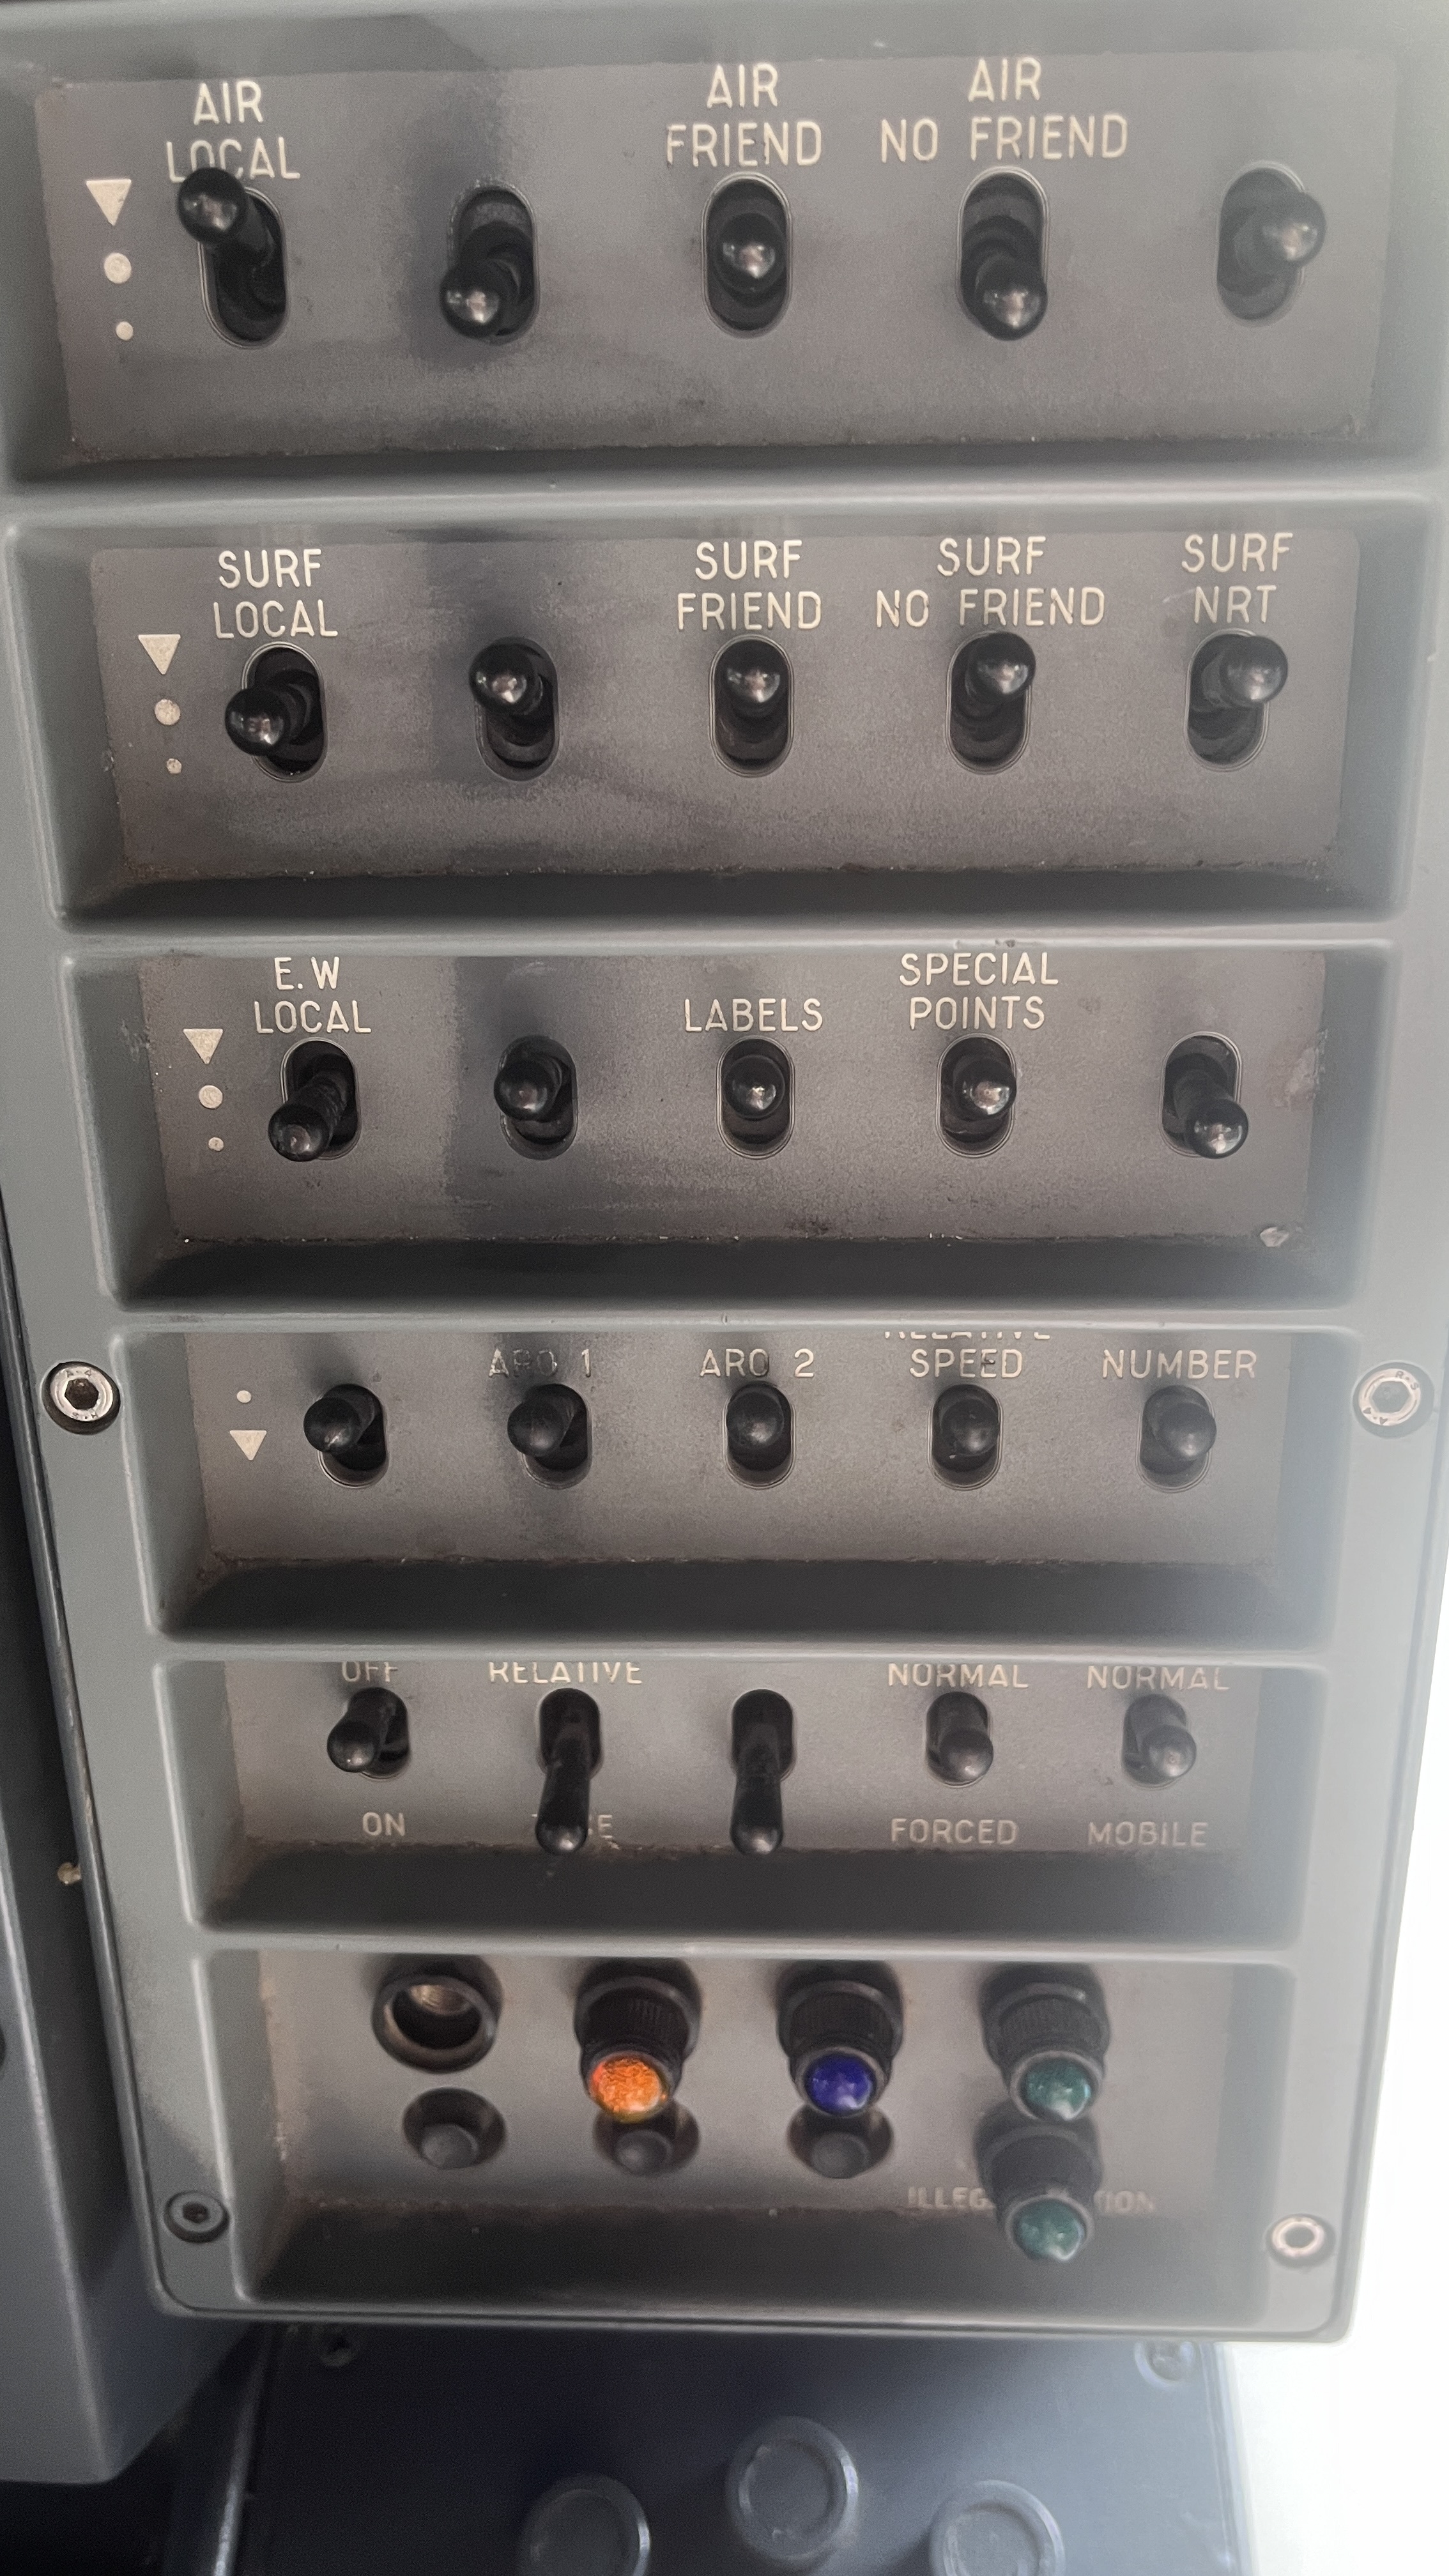 AIR
LOCAL
AIR
FRIEND
AIR
NO FRIEND
SURF
LOCAL
SURF
FRIEND
SURF
NO FRIEND
SURF
NRT
E.W
LOCAL
LABELS
SPECIAL
POINTS
ARO 1
ARO 2
RELATIVE
SPEED
NUMBER
OFF
RELATIVE
NORMAL
NORMAL
ON
FORCED
MOBILE